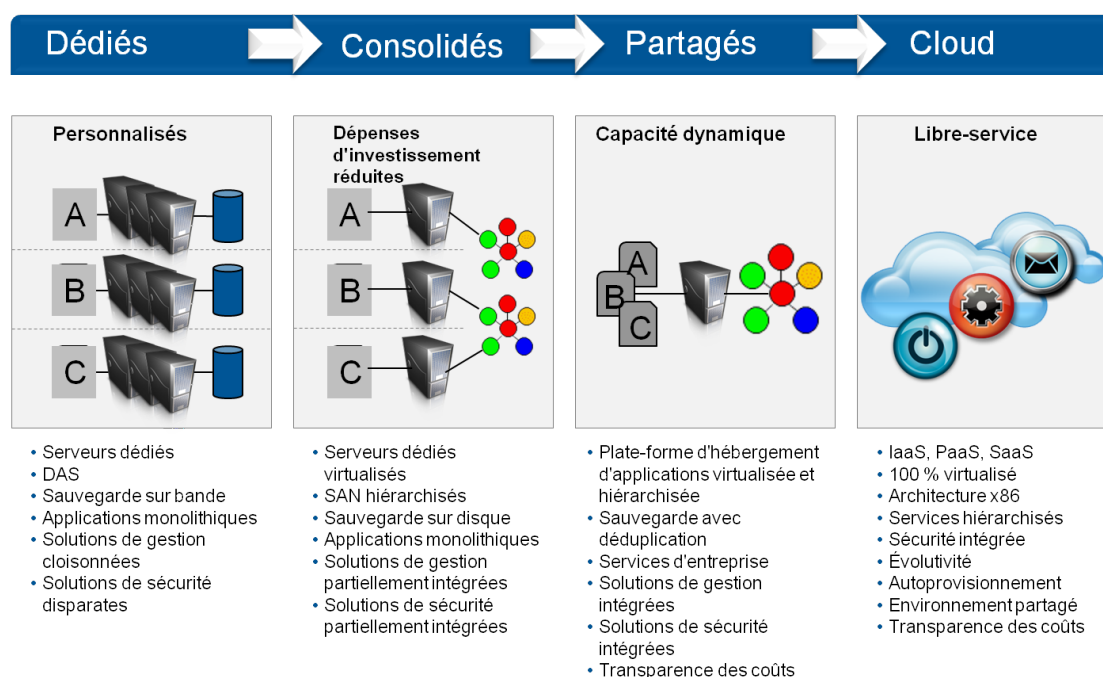 Dédiés
Consolidés
Partagés
Cloud
Personnalisés
A
B
C
• Serveurs dédiés
• DAS
• Sauvegarde sur bande
• Applications monolithiques
• Solutions de gestion
cloisonnées
• Solutions de sécurité
disparates
Dépenses
d'investissement
réduites
A
B
C
• Serveurs dédiés
virtualisés
• SAN hiérarchisés
• Sauvegarde sur disque
• Applications monolithiques
• Solutions de gestion
partiellement intégrées
• Solutions de sécurité
partiellement intégrées
Capacité dynamique
A
B
C
• Plate-forme d'hébergement
d'applications virtualisée et
hiérarchisée
• Sauvegarde avec
déduplication
• Services d'entreprise
• Solutions de gestion
intégrées
• Solutions de sécurité
intégrées
• Transparence des coûts
Libre-service
• IaaS, PaaS, SaaS
• 100 % virtualisé
• Architecture x86
• Services hiérarchisés
• Sécurité intégrée
• Évolutivité
• Autoprovisionnement
• Environnement partagé
• Transparence des coûts